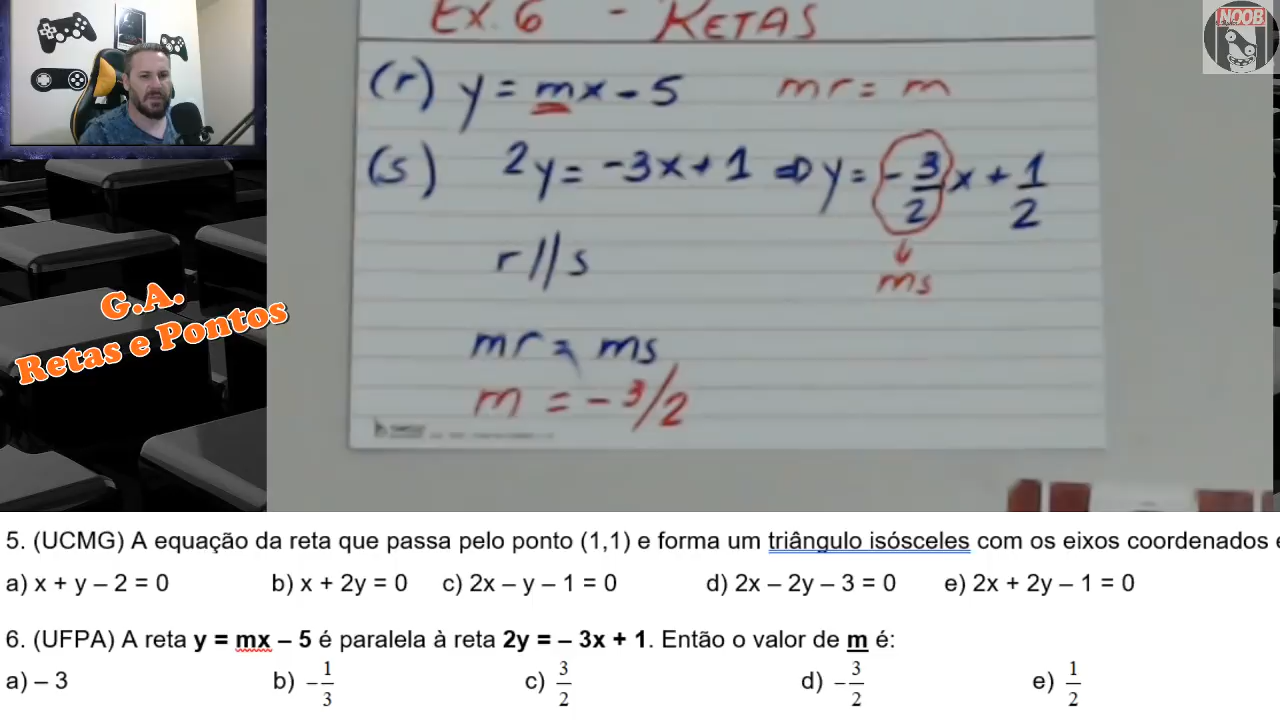 Ex. 6 - RETAS
(r) y = mx - 5 mr = m
(s) 2y = -3x + 1 ⇒ y = -3/2 x + 1/2
ms
r // s
mr = ms
m = -3/2
NOOB
G.A.
Retas e Pontos
5. (UCMG) A equação da reta que passa pelo ponto (1,1) e forma um triângulo isósceles com os eixos coordenados é
a) x + y – 2 = 0 b) x + 2y = 0 c) 2x – y – 1 = 0 d) 2x – 2y – 3 = 0 e) 2x + 2y – 1 = 0
6. (UFPA) A reta y = mx – 5 é paralela à reta 2y = – 3x + 1. Então o valor de m é:
a) – 3 b) -1/3 c) 3/2 d) -3/2 e) 1/2